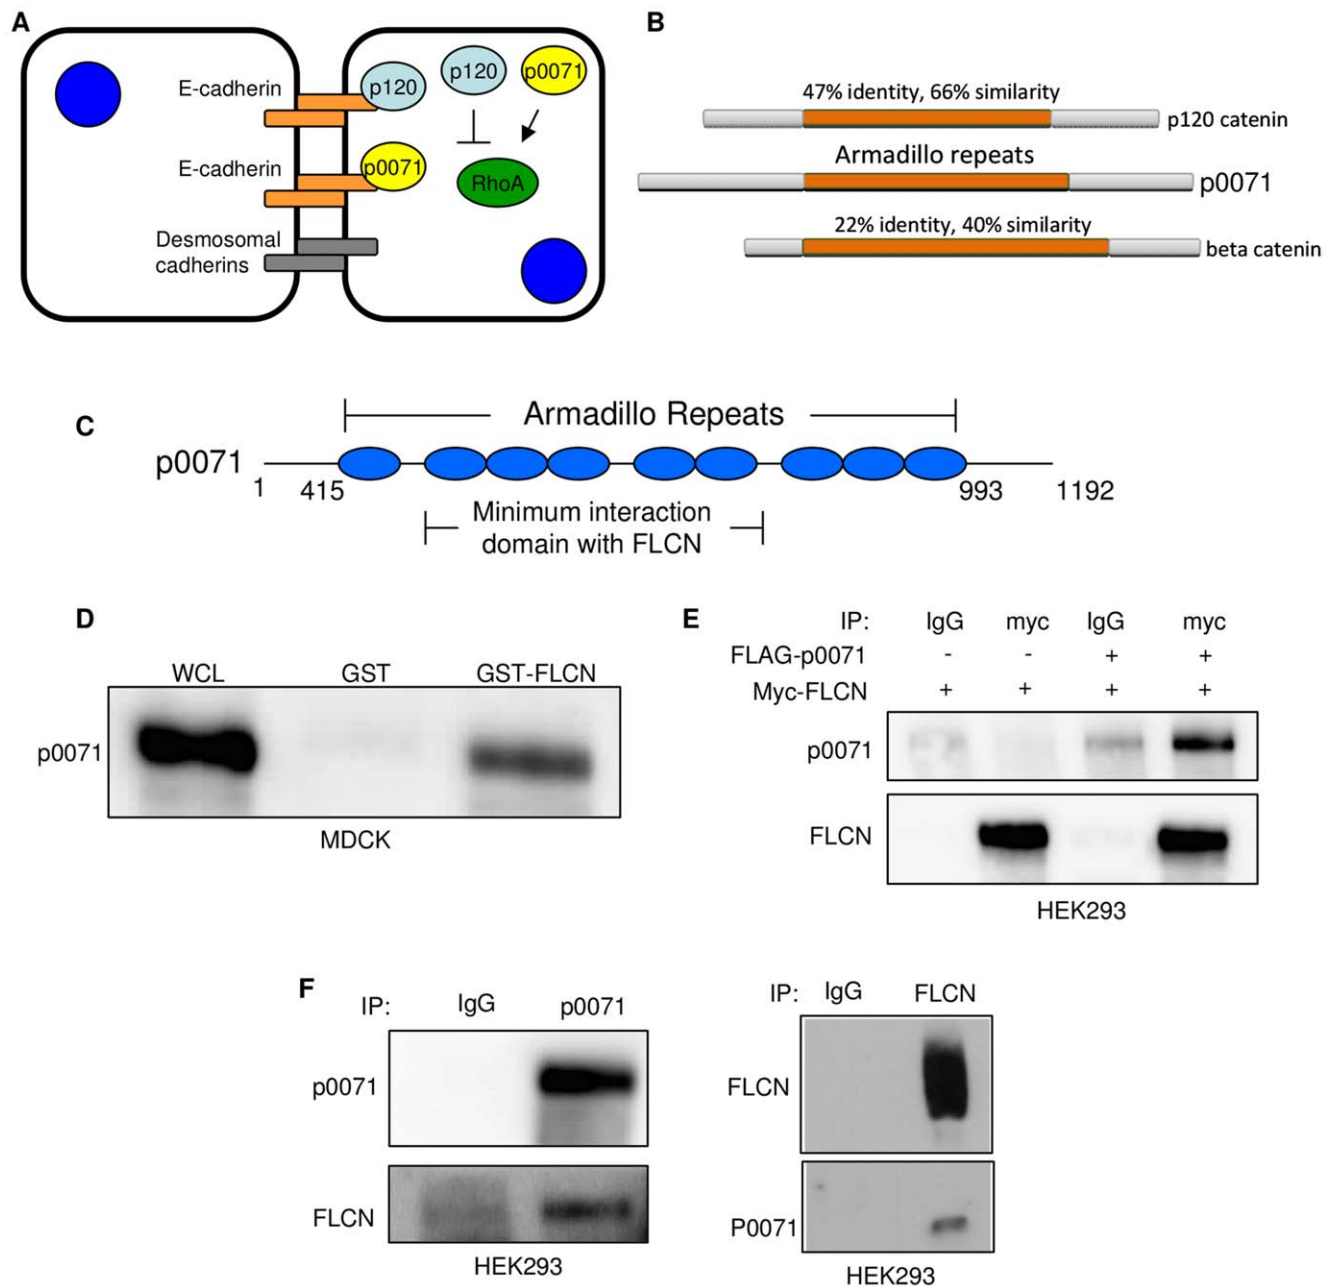 A
E-cadherin
p120
p120
p0071
E-cadherin
p0071
RhoA
Desmosomal
cadherins
B
47% identity, 66% similarity
p120 catenin
Armadillo repeats
p0071
22% identity, 40% similarity
beta catenin
C
Armadillo Repeats
p0071
1
415
993
1192
Minimum interaction
domain with FLCN
D
WCL GST GST-FLCN
p0071
MDCK
E
IP: IgG myc IgG myc
FLAG-p0071 - - + +
Myc-FLCN + + + +
p0071
FLCN
HEK293
F
IP: IgG p0071
p0071
FLCN
HEK293
IP: IgG FLCN
FLCN
P0071
HEK293